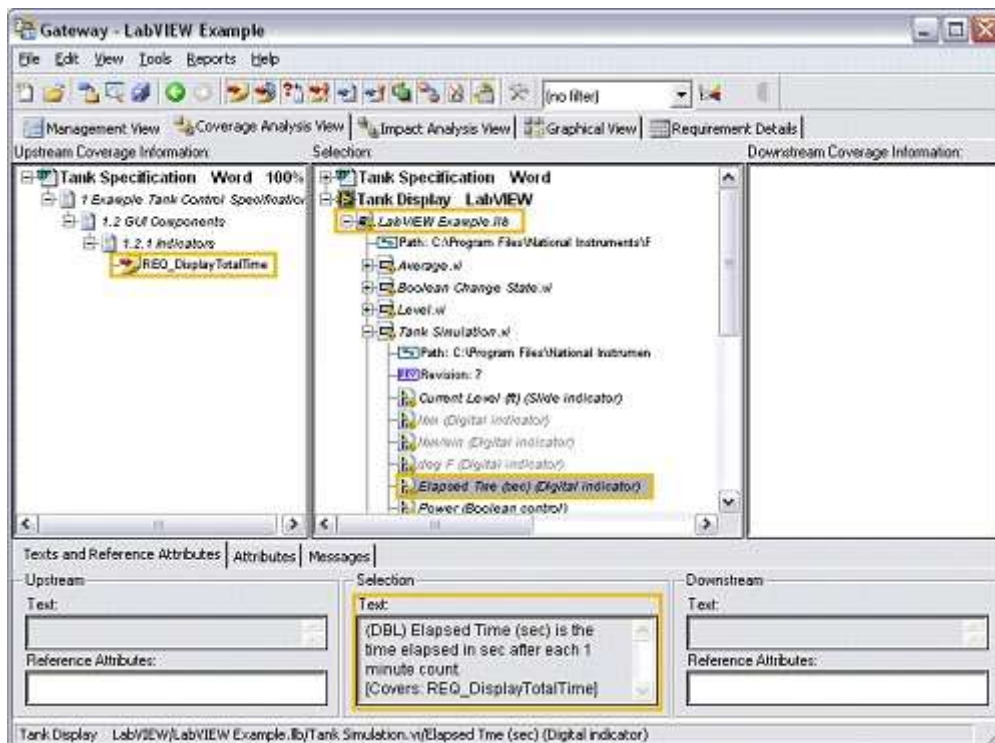 Gateway - LabVIEW Example
File Edit View Tools Reports Help
(no filter)
Management View Coverage Analysis View Impact Analysis View Graphical View Requirement Details
Upstream Coverage Information:
Tank Specification Word 100%
1 Example Tank Control Specification
1.2 GUI Components
1.2.1 Indicators
REQ_DisplayTotalTime
Selection:
Tank Specification Word
Tank Display LabVIEW
LabVIEW Example.llb
Path: C:\Program Files\National Instruments\F
Average.vi
Boolean Change State.vi
Level.vi
Tank Simulation.vi
Path: C:\Program Files\National Instrumen
Revision: ?
Current Level (ft) (Slide indicator)
(Digital indicator)
(Digital indicator)
deg F (Digital indicator)
Elapsed Time (sec) (Digital indicator)
Power (Boolean control)
Downstream Coverage Information:
Texts and Reference Attributes Attributes Messages
Upstream
Text:
Reference Attributes:
Selection
Text:
(DBL) Elapsed Time (sec) is the
time elapsed in sec after each 1
minute count
[Covers: REQ_DisplayTotalTime]
Downstream
Text:
Reference Attributes:
Tank Display LabVIEW/LabVIEW Example.llb/Tank Simulation.vi/Elapsed Time (sec) (Digital indicator)